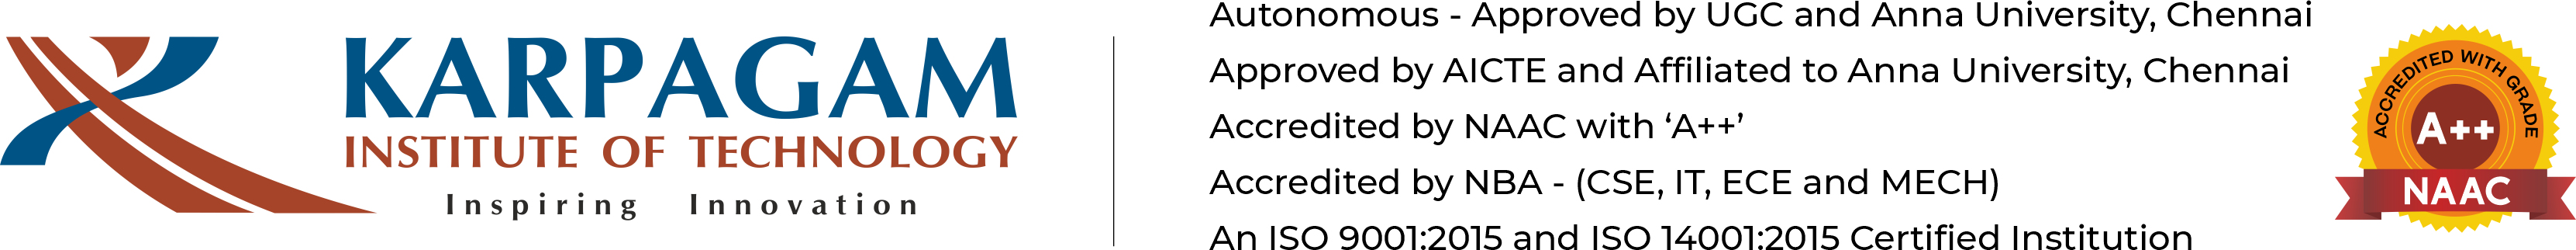 KARPAGAM
INSTITUTE OF TECHNOLOGY
Inspiring Innovation
Autonomous - Approved by UGC and Anna University, Chennai
Approved by AICTE and Affiliated to Anna University, Chennai
Accredited by NAAC with ‘A++’
Accredited by NBA - (CSE, IT, ECE and MECH)
An ISO 9001:2015 and ISO 14001:2015 Certified Institution
ACCREDITED WITH GRADE
A++
NAAC